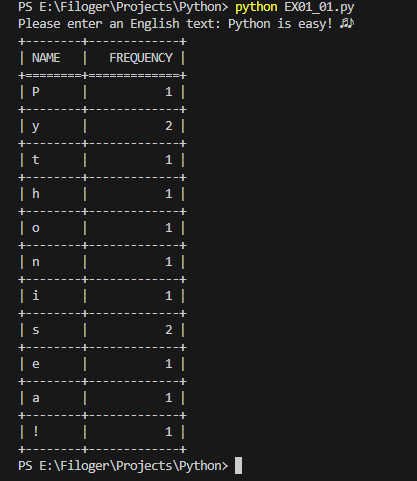 PS E:\Filoger\Projects\Python> python EX01_01.py
Please enter an English text: Python is easy! 🎶
+--------+-------------+
| NAME   |   FREQUENCY |
+========+=============+
| P      |           1 |
+--------+-------------+
| y      |           2 |
+--------+-------------+
| t      |           1 |
+--------+-------------+
| h      |           1 |
+--------+-------------+
| o      |           1 |
+--------+-------------+
| n      |           1 |
+--------+-------------+
| i      |           1 |
+--------+-------------+
| s      |           2 |
+--------+-------------+
| e      |           1 |
+--------+-------------+
| a      |           1 |
+--------+-------------+
| !      |           1 |
+--------+-------------+
PS E:\Filoger\Projects\Python>